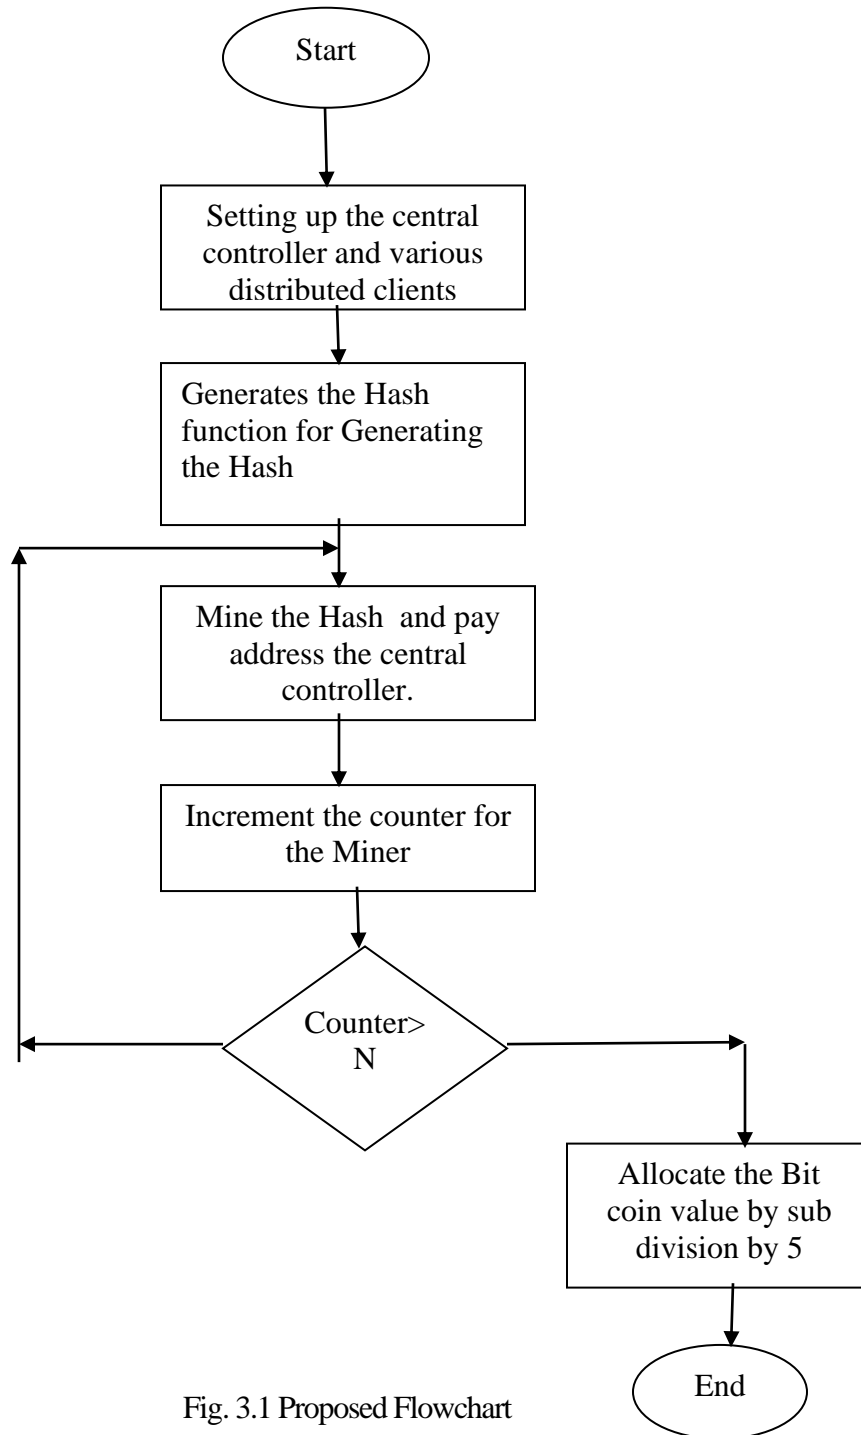 Start
Setting up the central
controller and various
distributed clients
Generates the Hash
function for Generating
the Hash
Mine the Hash  and pay
address the central
controller.
Increment the counter for
the Miner
Counter>
N
Allocate the Bit
coin value by sub
division by 5
End
Fig. 3.1 Proposed Flowchart